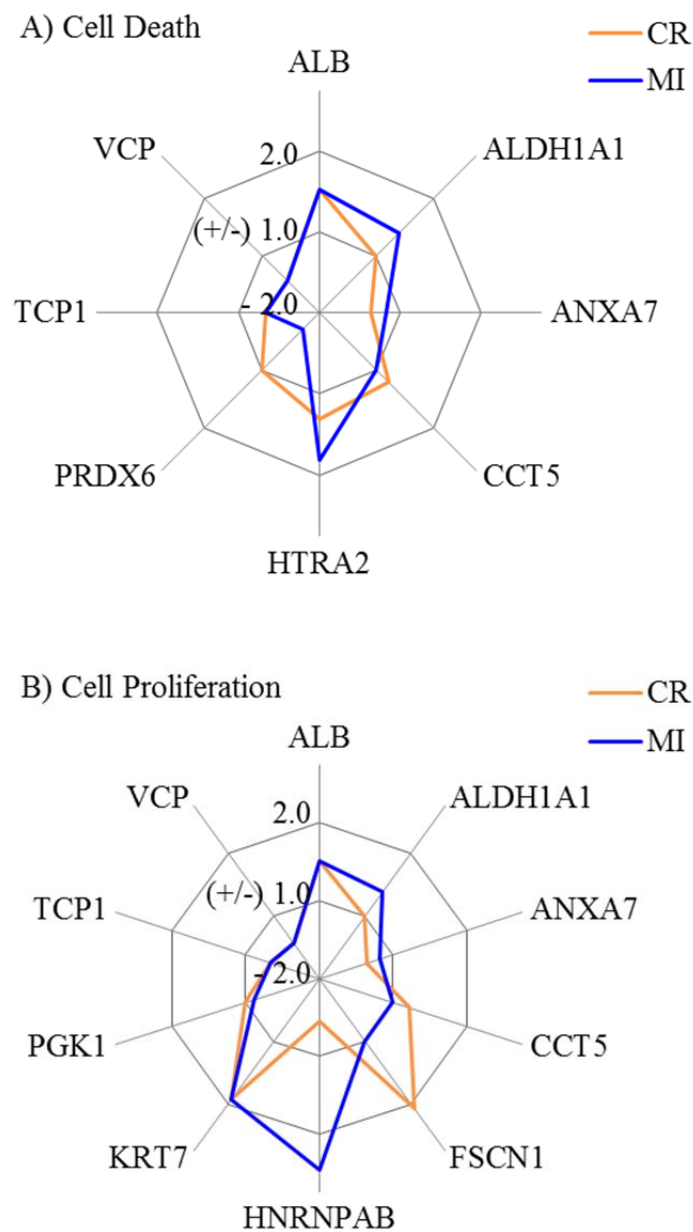 A) Cell Death
CR
MI
ALB
VCP
ALDH1A1
2.0
(+/-) 1.0
TCP1
- 2.0
ANXA7
PRDX6
CCT5
HTRA2
B) Cell Proliferation
CR
MI
ALB
VCP
ALDH1A1
2.0
(+/-) 1.0
TCP1
ANXA7
- 2.0
PGK1
CCT5
KRT7
FSCN1
HNRNPAB